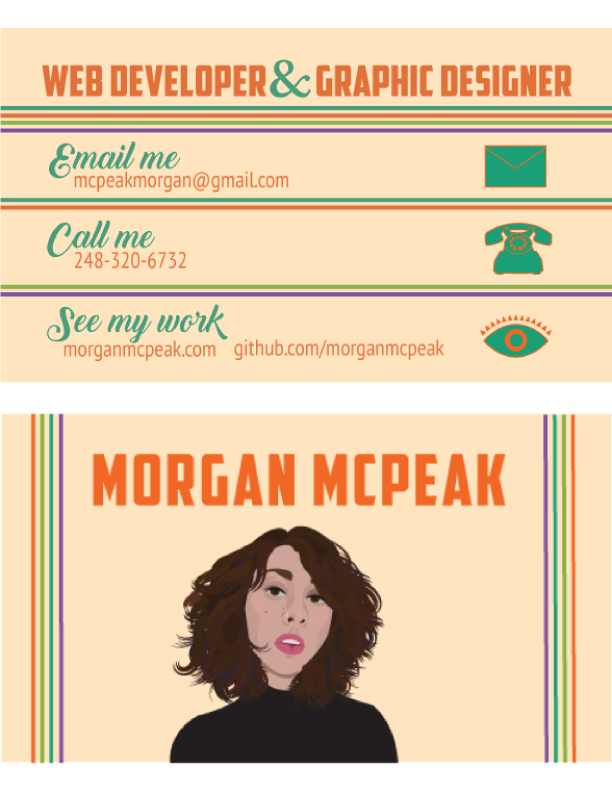 WEB DEVELOPER & GRAPHIC DESIGNER
Email me
mcpeakmorgan@gmail.com
Call me
248-320-6732
See my work
morganmcpeak.com github.com/morganmcpeak
MORGAN MCPEAK